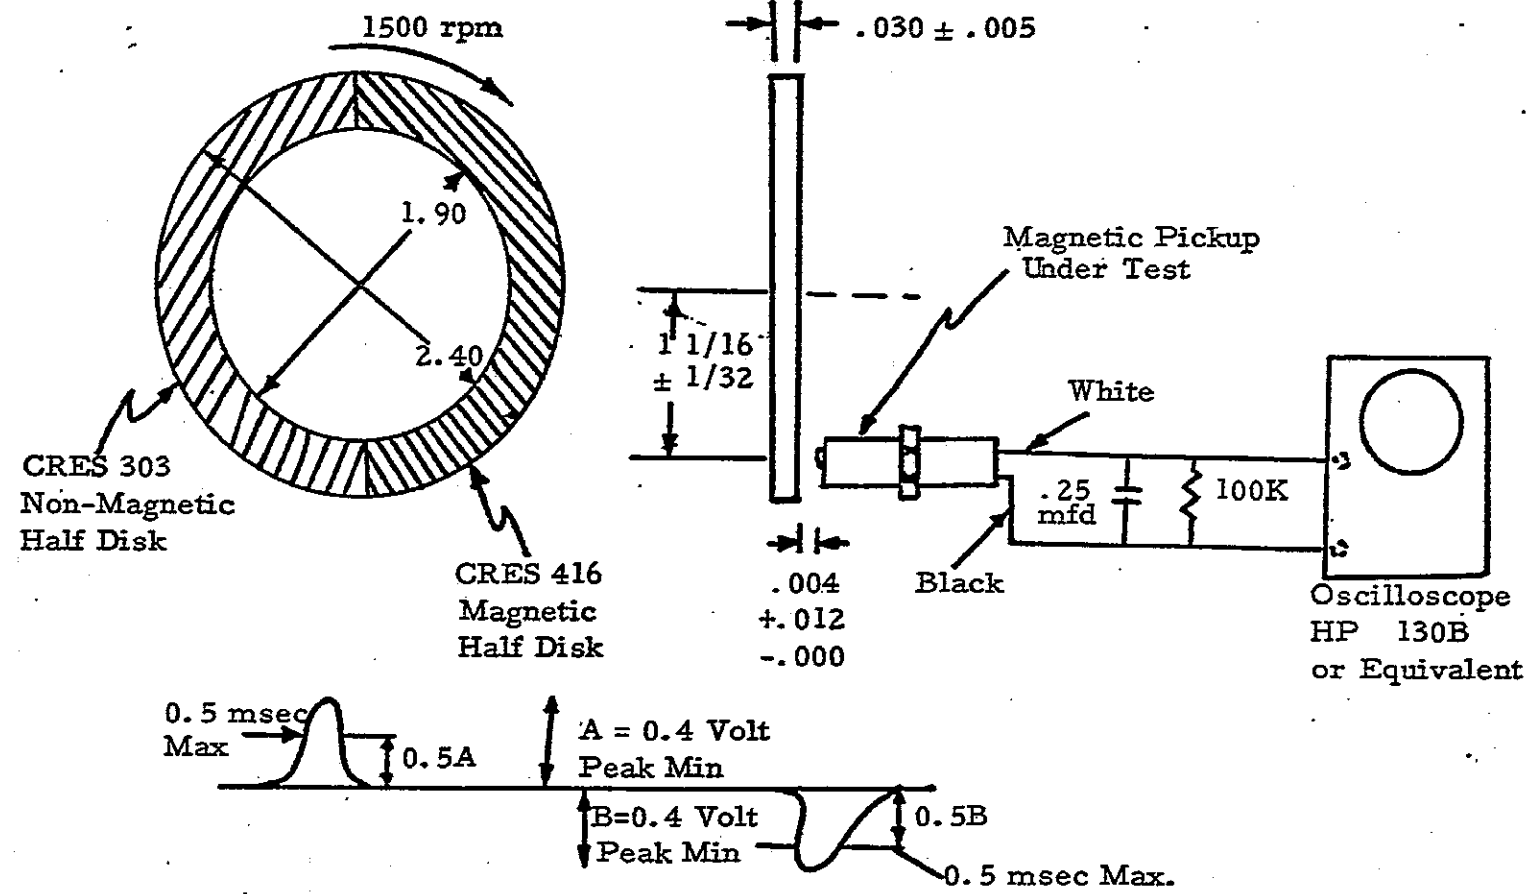 1500 rpm
.030 ± .005
1.90
2.40
CRES 303
Non-Magnetic
Half Disk
CRES 416
Magnetic
Half Disk
1 1/16
± 1/32
Magnetic Pickup
Under Test
White
.25
mfd
100K
Black
.004
+.012
-.000
Oscilloscope
HP 130B
or Equivalent
0.5 msec
Max
0.5A
A = 0.4 Volt
Peak Min
B=0.4 Volt
Peak Min
0.5B
0.5 msec Max.